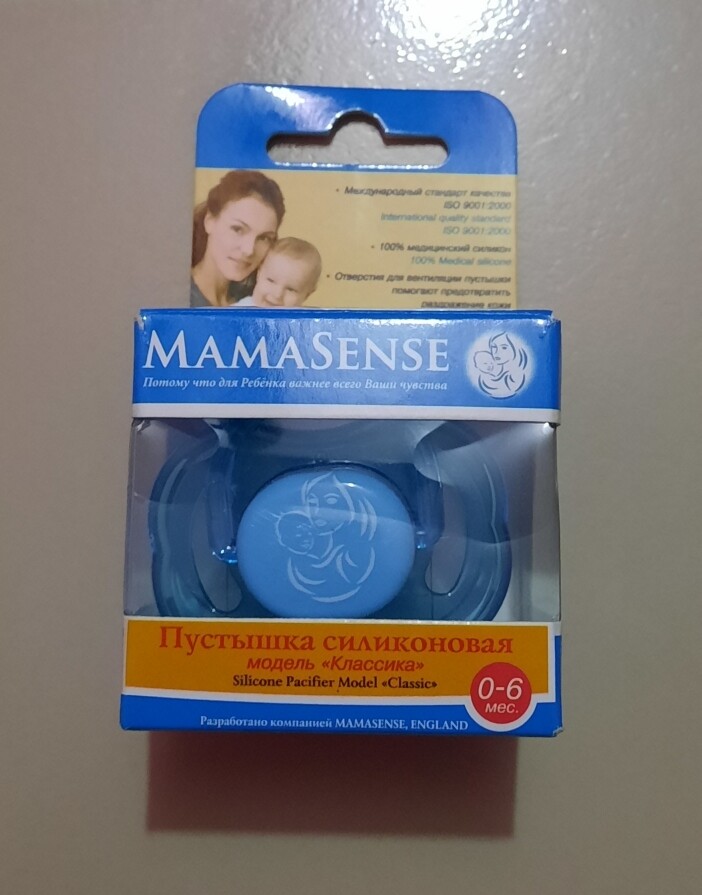 • Международный стандарт качества
ISO 9001:2000
International quality standard
ISO 9001:2000
• 100% медицинский силикон
100% Medical silicone
• Отверстия для вентиляции пустышки
помогают предотвратить
раздражение кожи
MAMASENSE
Потому что для Ребёнка важнее всего Ваши чувства
Пустышка силиконовая
модель «Классика»
Silicone Pacifier Model «Classic»
0-6
мес.
Разработано компанией MAMASENSE, ENGLAND